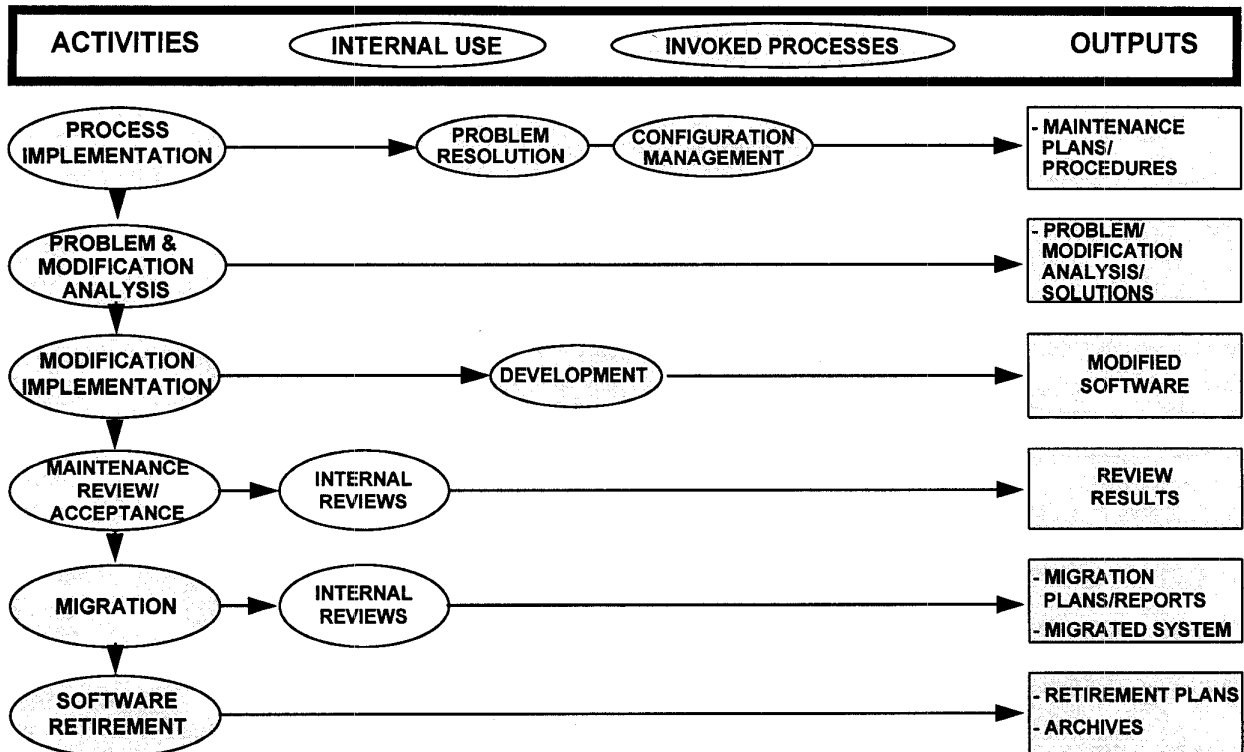 ACTIVITIES
INTERNAL USE
INVOKED PROCESSES
OUTPUTS
PROCESS
IMPLEMENTATION
PROBLEM
RESOLUTION
CONFIGURATION
MANAGEMENT
- MAINTENANCE
PLANS/
PROCEDURES
PROBLEM &
MODIFICATION
ANALYSIS
- PROBLEM/
MODIFICATION
ANALYSIS/
SOLUTIONS
MODIFICATION
IMPLEMENTATION
DEVELOPMENT
MODIFIED
SOFTWARE
MAINTENANCE
REVIEW/
ACCEPTANCE
INTERNAL
REVIEWS
REVIEW
RESULTS
MIGRATION
INTERNAL
REVIEWS
- MIGRATION
PLANS/REPORTS
- MIGRATED SYSTEM
SOFTWARE
RETIREMENT
- RETIREMENT PLANS
- ARCHIVES